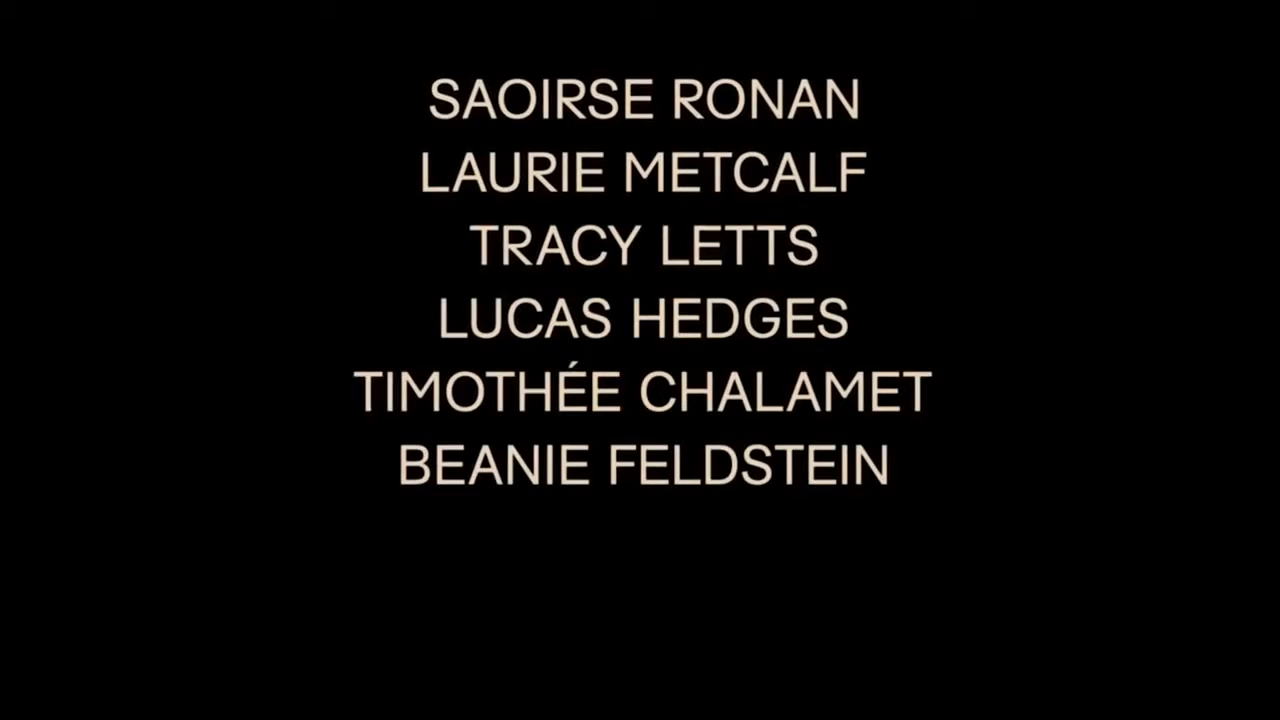 SAOIRSE RONAN
LAURIE METCALF
TRACY LETTS
LUCAS HEDGES
TIMOTHÉE CHALAMET
BEANIE FELDSTEIN